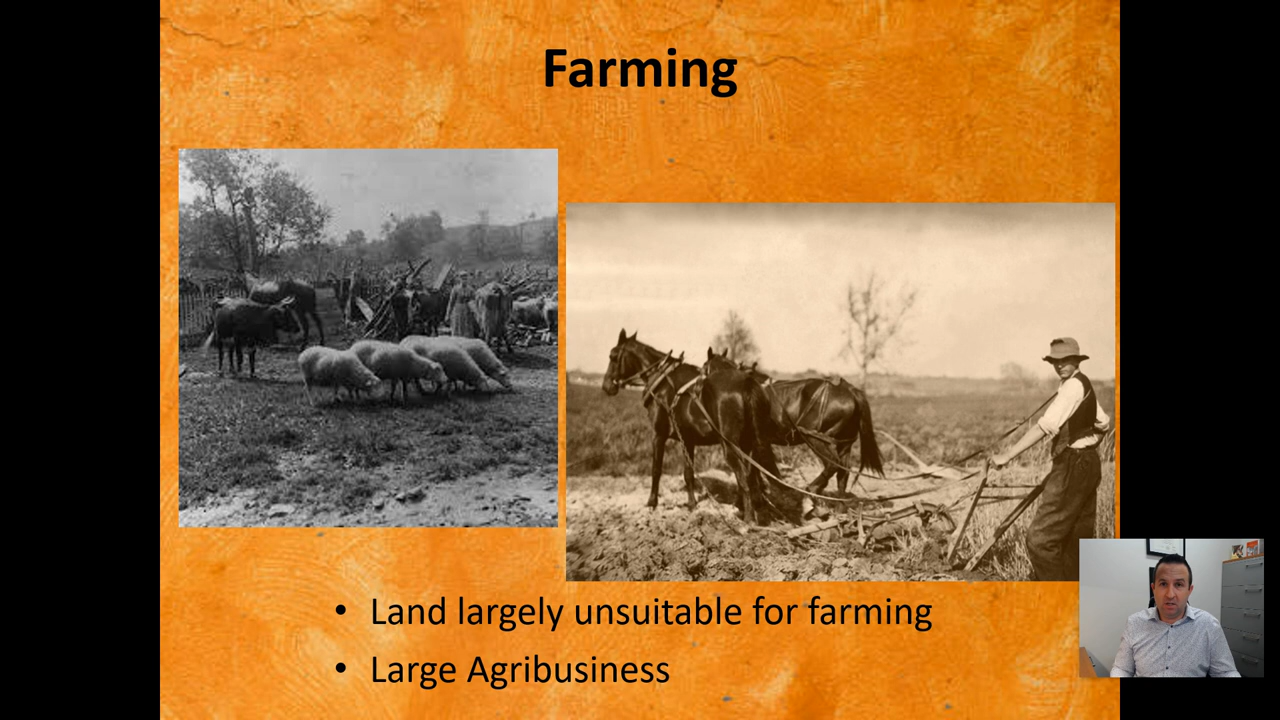 Farming
• Land largely unsuitable for farming
• Large Agribusiness